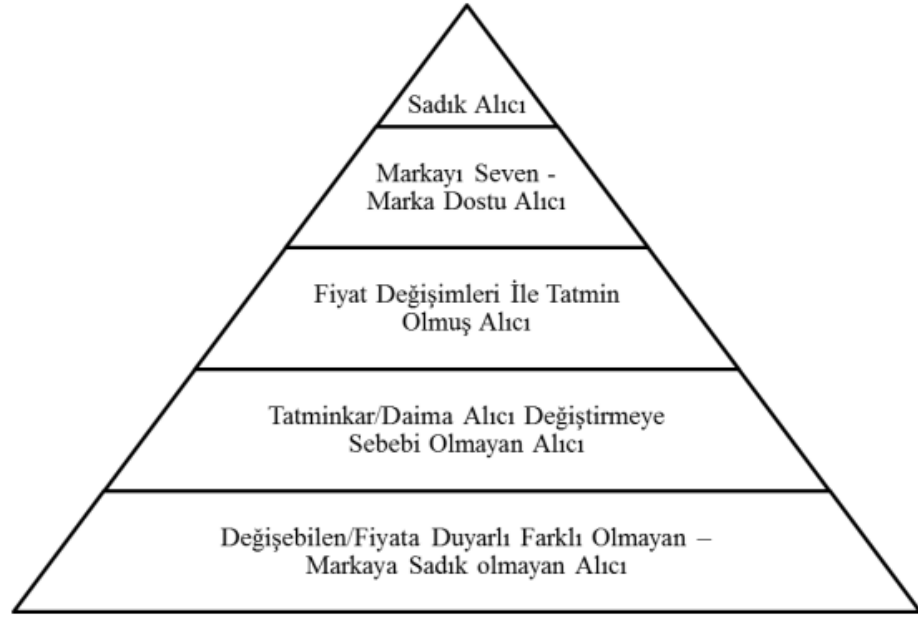 Sadık Alıcı
Markayı Seven -
Marka Dostu Alıcı
Fiyat Değişimleri İle Tatmin
Olmuş Alıcı
Tatminkar/Daima Alıcı Değiştirmeye
Sebebi Olmayan Alıcı
Değişebilen/Fiyata Duyarlı Farklı Olmayan –
Markaya Sadık olmayan Alıcı